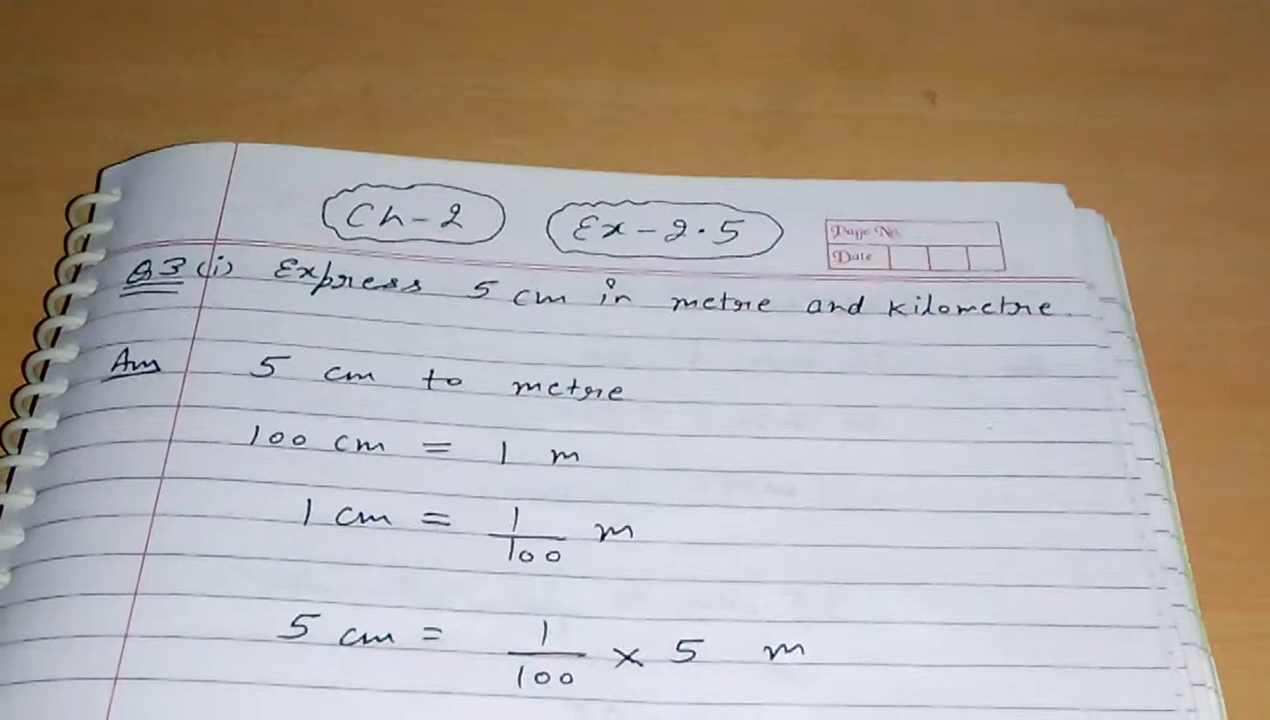 Ch-2 Ex-2.5
Page No.
Date
Q3 (i) Express 5 cm in metre and kilometre.
Ans 5 cm to metre
100 cm = 1 m
1 cm = 1/100 m
5 cm = 1/100 × 5 m